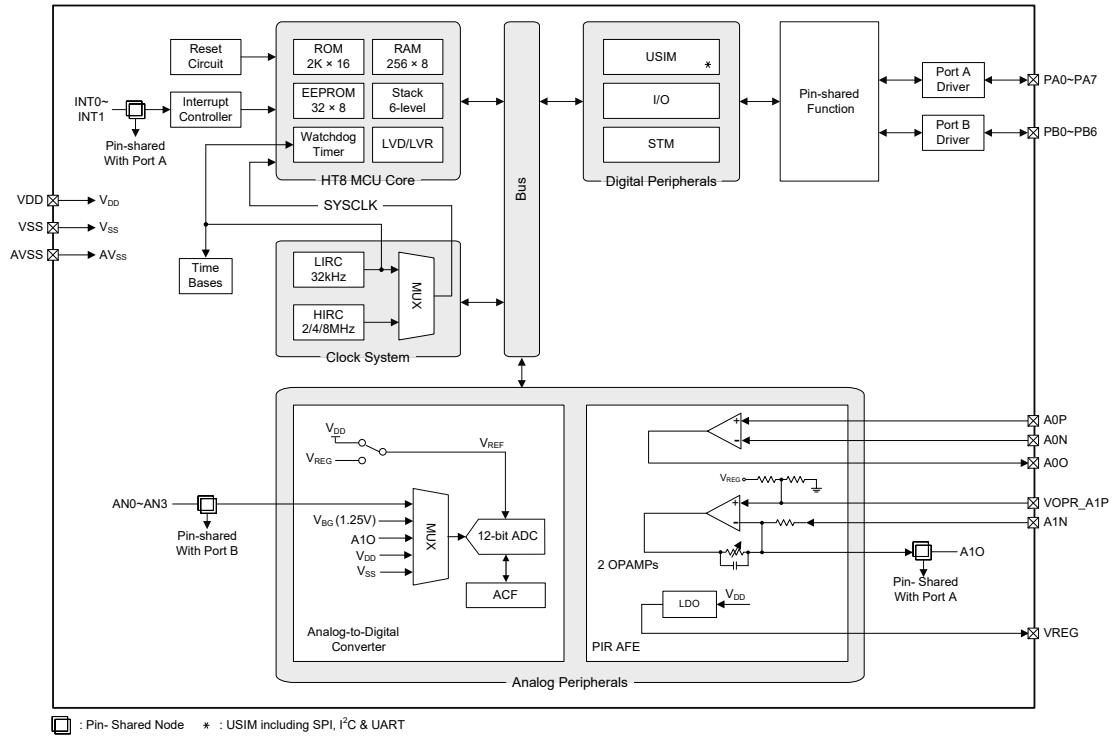 Reset
Circuit
INT0~
INT1
Interrupt
Controller
Pin-shared
With Port A
ROM
2K × 16
RAM
256 × 8
EEPROM
32 × 8
Stack
6-level
Watchdog
Timer
LVD/LVR
HT8 MCU Core
SYSCLK
VDD
VDD
VSS
VSS
AVSS
AVSS
Time
Bases
LIRC
32kHz
HIRC
2/4/8MHz
MUX
Clock System
Bus
USIM
*
I/O
STM
Digital Peripherals
Pin-shared
Function
Port A
Driver
Port B
Driver
PA0~PA7
PB0~PB6
VDD
VREG
VREF
AN0~AN3
Pin-shared
With Port B
VBG (1.25V)
A1O
VDD
VSS
MUX
12-bit ADC
ACF
Analog-to-Digital
Converter
+
-
VREG
+
-
2 OPAMPs
LDO
VDD
PIR AFE
A0P
A0N
A0O
VOPR_A1P
A1N
A1O
Pin- Shared
With Port A
VREG
Analog Peripherals
: Pin- Shared Node
* : USIM including SPI, I²C & UART